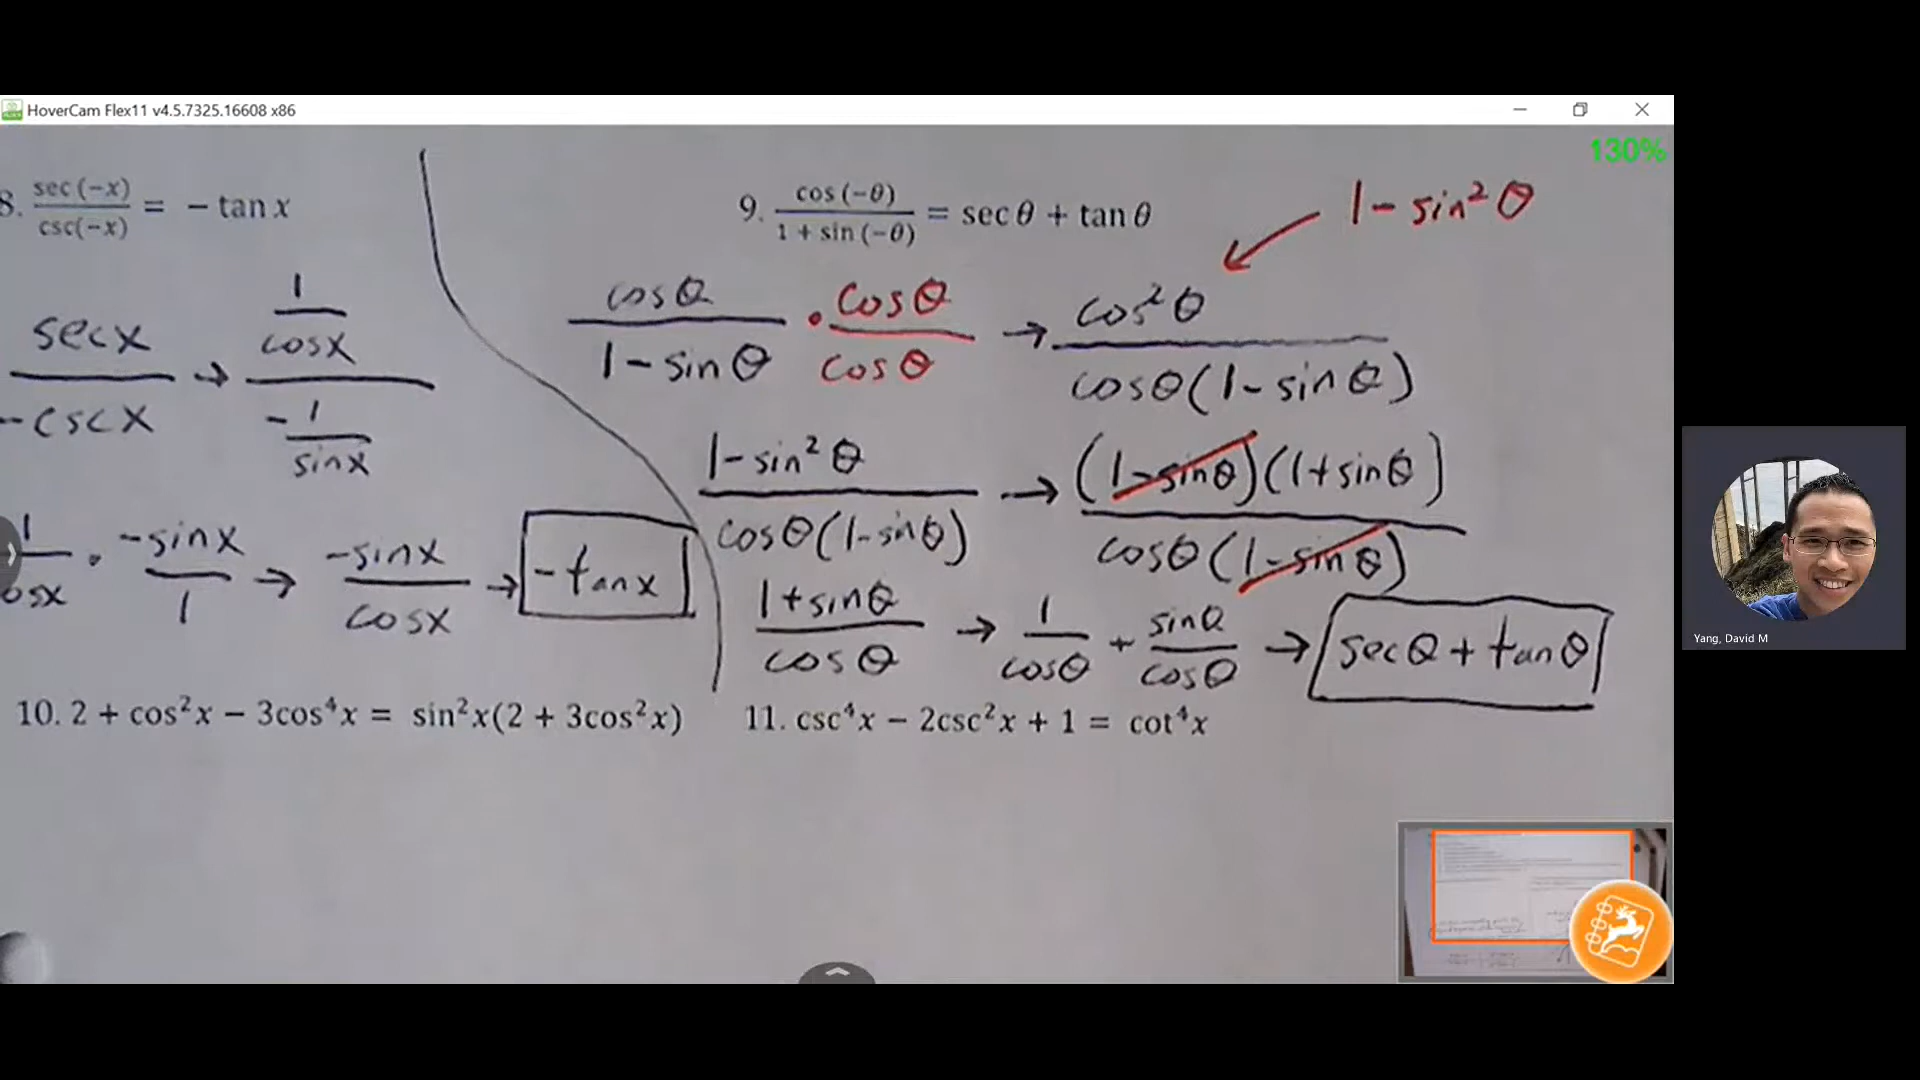 HoverCam Flex11 v4.5.7325.16608 x86
130%
8. sec (−x) / csc(−x) = − tan x
secx / -cscx → 1/cosx / -1/sinx
1/cosx · -sinx/1 → -sinx/cosx → -tanx
9. cos (−θ) / 1 + sin (−θ) = sec θ + tan θ
1 - sin²θ
cosθ / 1-sinθ · cosθ / cosθ → cos²θ / cosθ(1-sinθ)
1-sin²θ / cosθ(1-sinθ) → (1-sinθ)(1+sinθ) / cosθ(1-sinθ)
1+sinθ / cosθ → 1/cosθ + sinθ/cosθ → secθ + tanθ
10. 2 + cos²x − 3cos⁴x = sin²x(2 + 3cos²x)
11. csc⁴x − 2csc²x + 1 = cot⁴x
Yang, David M